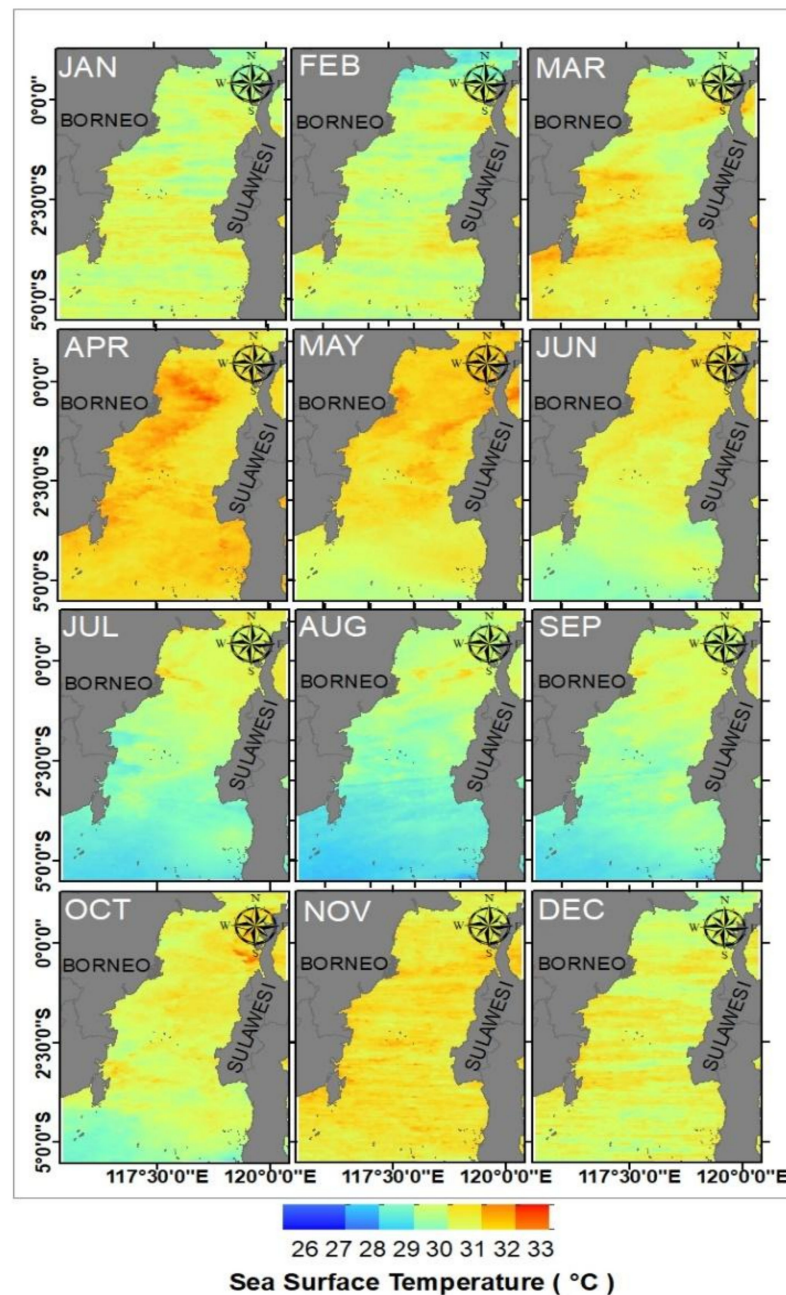 JAN
N
W E
S
BORNEO
SULAWESI
FEB
N
W E
S
BORNEO
SULAWESI
MAR
N
W E
S
BORNEO
SULAWESI
0°0'0"
2°30'0"S
5°0'0"S
APR
N
W E
S
BORNEO
SULAWESI
MAY
N
W E
S
BORNEO
SULAWESI
JUN
N
W E
S
BORNEO
SULAWESI
0°0'0"
2°30'0"S
5°0'0"S
JUL
N
W E
S
BORNEO
SULAWESI
AUG
N
W E
S
BORNEO
SULAWESI
SEP
N
W E
S
BORNEO
SULAWESI
0°0'0"
2°30'0"S
5°0'0"S
OCT
N
W E
S
BORNEO
SULAWESI
NOV
N
W E
S
BORNEO
SULAWESI
DEC
N
W E
S
BORNEO
SULAWESI
0°0'0"
2°30'0"S
5°0'0"S
117°30'0"E 120°0'0"E 117°30'0"E 120°0'0"E 117°30'0"E 120°0'0"E
26 27 28 29 30 31 32 33
Sea Surface Temperature ( °C )